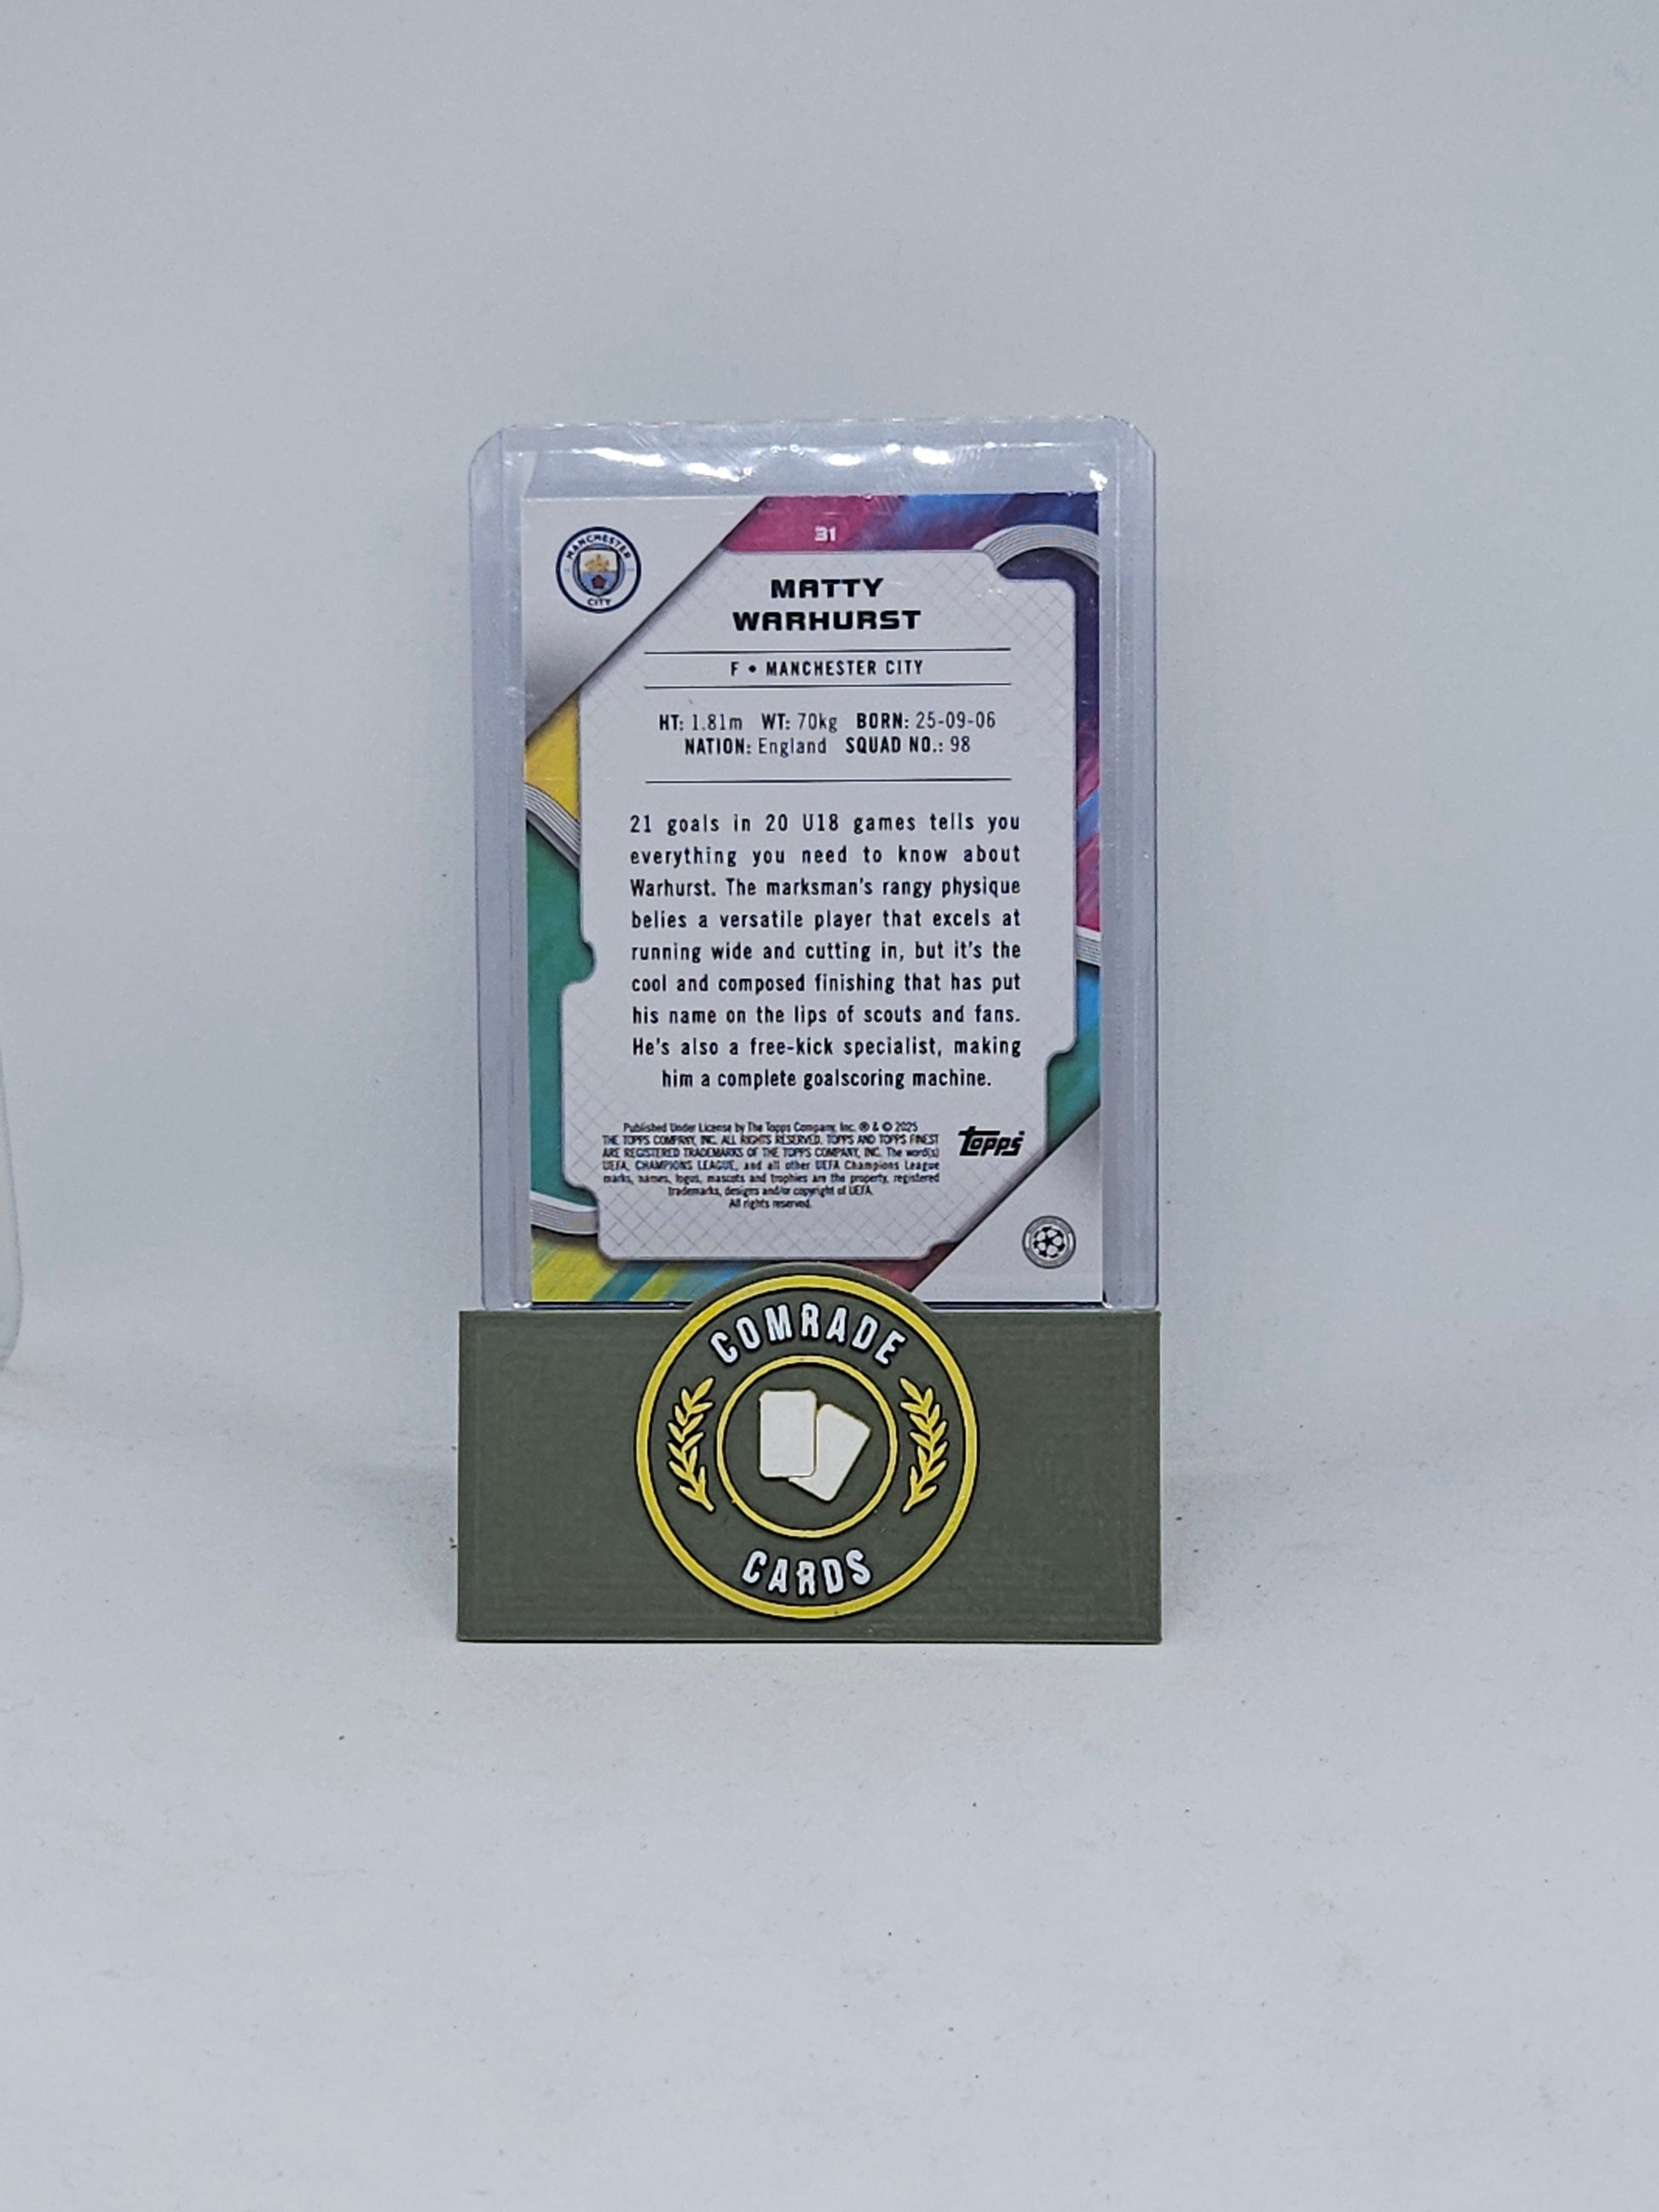 MANCHESTER
CITY
31
MATTY
WARHURST
F • MANCHESTER CITY
HT: 1.81m WT: 70kg BORN: 25-09-06
NATION: England SQUAD NO.: 98
21 goals in 20 U18 games tells you
everything you need to know about
Warhurst. The marksman's rangy physique
belies a versatile player that excels at
running wide and cutting in, but it's the
cool and composed finishing that has put
his name on the lips of scouts and fans.
He's also a free-kick specialist, making
him a complete goalscoring machine.
Published Under License by The Topps Company, Inc. ® & © 2025
THE TOPPS COMPANY, INC. ALL RIGHTS RESERVED. TOPPS AND TOPPS FINEST
ARE REGISTERED TRADEMARKS OF THE TOPPS COMPANY, INC. The word(s)
UEFA, CHAMPIONS LEAGUE, and all other UEFA Champions League
marks, names, logos, mascots and trophies are the property, registered
trademarks, designs and/or copyright of UEFA.
All rights reserved.
Topps
COMRADE
CARDS